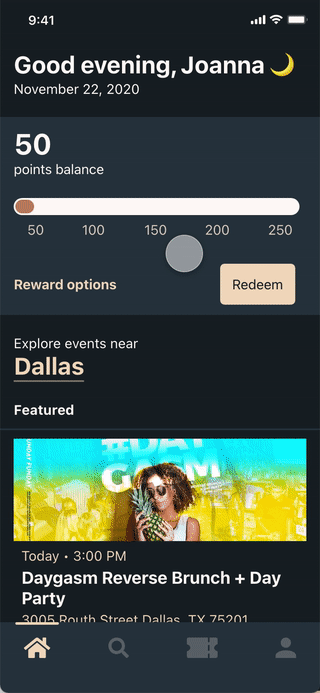 9:41
Good evening, Joanna 🌙
November 22, 2020
50
points balance
50 100 150 200 250
Reward options
Redeem
Explore events near
Dallas
Featured
#DAY
GASM
SUNDAY FUNDAY
Today • 3:00 PM
Daygasm Reverse Brunch + Day
Party
3005 Routh Street Dallas, TX 75201